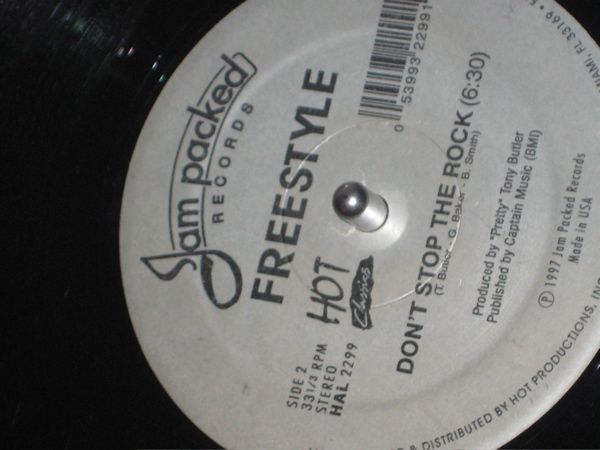 Jam packed
RECORDS
FREESTYLE
HOT
Classics
SIDE 2
33 1/3 RPM
STEREO
HAL 2299
0 53993 22991
DON'T STOP THE ROCK (6:30)
(T. Butler - G. Baker - B. Smith)
Produced by "Pretty" Tony Butler
Published by Captain Music (BMI)
℗ 1997 Jam Packed Records
Made in USA
DISTRIBUTED BY HOT PRODUCTIONS, INC.
MIAMI, FL 33169